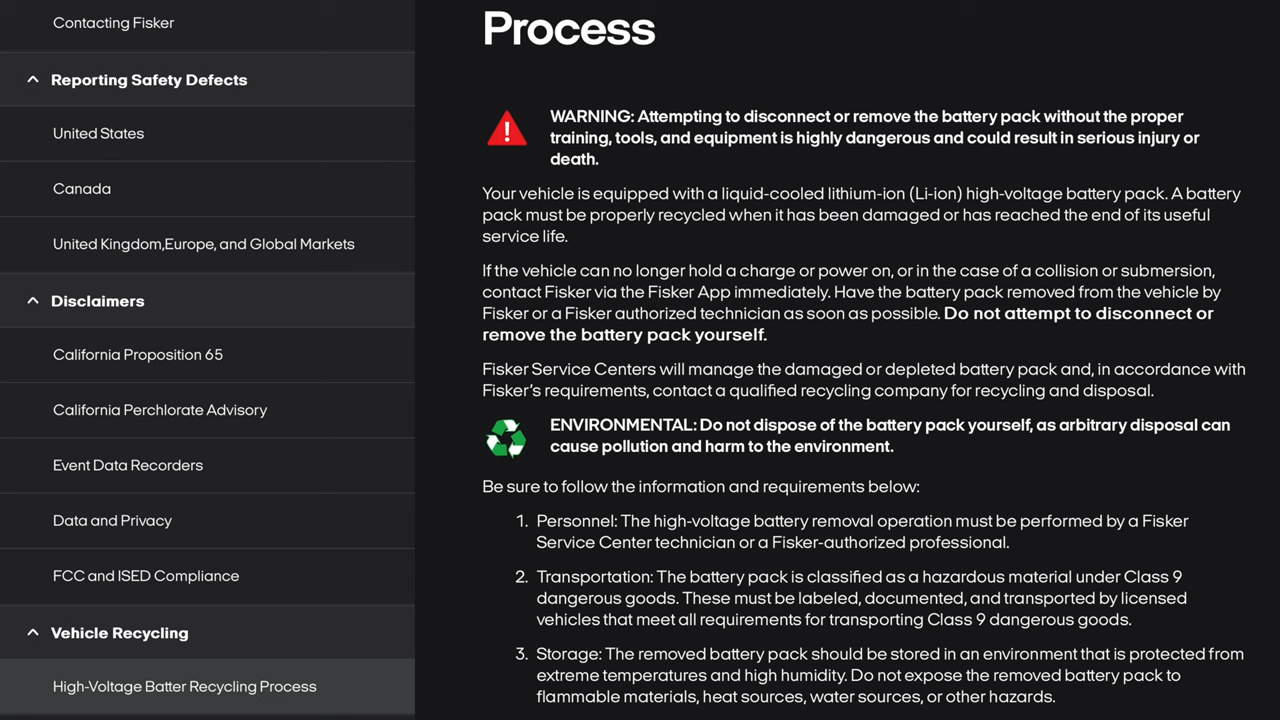 Contacting Fisker
Reporting Safety Defects
United States
Canada
United Kingdom,Europe, and Global Markets
Disclaimers
California Proposition 65
California Perchlorate Advisory
Event Data Recorders
Data and Privacy
FCC and ISED Compliance
Vehicle Recycling
High-Voltage Batter Recycling Process
Process
WARNING: Attempting to disconnect or remove the battery pack without the proper
training, tools, and equipment is highly dangerous and could result in serious injury or
death.
Your vehicle is equipped with a liquid-cooled lithium-ion (Li-ion) high-voltage battery pack. A battery
pack must be properly recycled when it has been damaged or has reached the end of its useful
service life.
If the vehicle can no longer hold a charge or power on, or in the case of a collision or submersion,
contact Fisker via the Fisker App immediately. Have the battery pack removed from the vehicle by
Fisker or a Fisker authorized technician as soon as possible. Do not attempt to disconnect or
remove the battery pack yourself.
Fisker Service Centers will manage the damaged or depleted battery pack and, in accordance with
Fisker's requirements, contact a qualified recycling company for recycling and disposal.
ENVIRONMENTAL: Do not dispose of the battery pack yourself, as arbitrary disposal can
cause pollution and harm to the environment.
Be sure to follow the information and requirements below:
1. Personnel: The high-voltage battery removal operation must be performed by a Fisker
Service Center technician or a Fisker-authorized professional.
2. Transportation: The battery pack is classified as a hazardous material under Class 9
dangerous goods. These must be labeled, documented, and transported by licensed
vehicles that meet all requirements for transporting Class 9 dangerous goods.
3. Storage: The removed battery pack should be stored in an environment that is protected from
extreme temperatures and high humidity. Do not expose the removed battery pack to
flammable materials, heat sources, water sources, or other hazards.